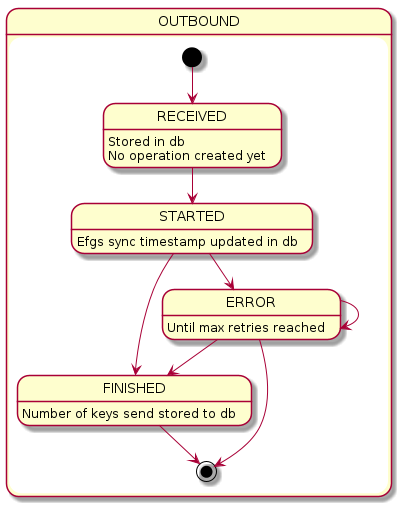 OUTBOUND
RECEIVED
Stored in db
No operation created yet
STARTED
Efgs sync timestamp updated in db
ERROR
Until max retries reached
FINISHED
Number of keys send stored to db